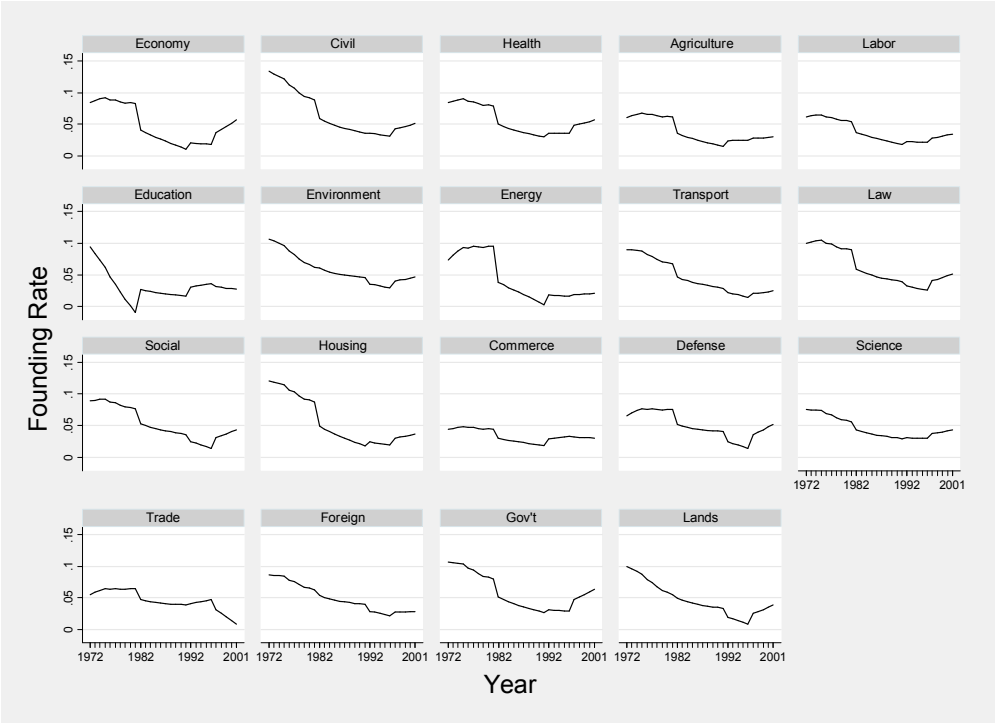 Economy Civil Health Agriculture Labor
.15
.1
.05
0
Education Environment Energy Transport Law
.15
.1
.05
0
Social Housing Commerce Defense Science
.15
.1
.05
0
1972 1982 1992 2001
Trade Foreign Gov't Lands
.15
.1
.05
0
1972 1982 1992 2001 1972 1982 1992 2001 1972 1982 1992 2001 1972 1982 1992 2001
Founding Rate
Year